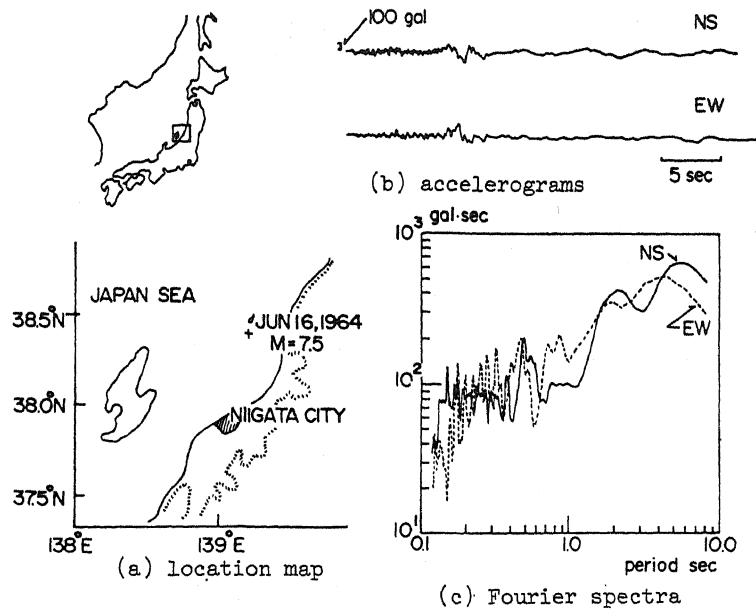 100 gal
NS
EW
5 sec
(b) accelerograms
JAPAN SEA
38.5°N
38.0°N
37.5°N
138°E
139°E
JUN 16,1964
M=7.5
NIIGATA CITY
(a) location map
10³ gal·sec
10²
10¹
0.1
1.0
10.0
period sec
NS
EW
(c) Fourier spectra